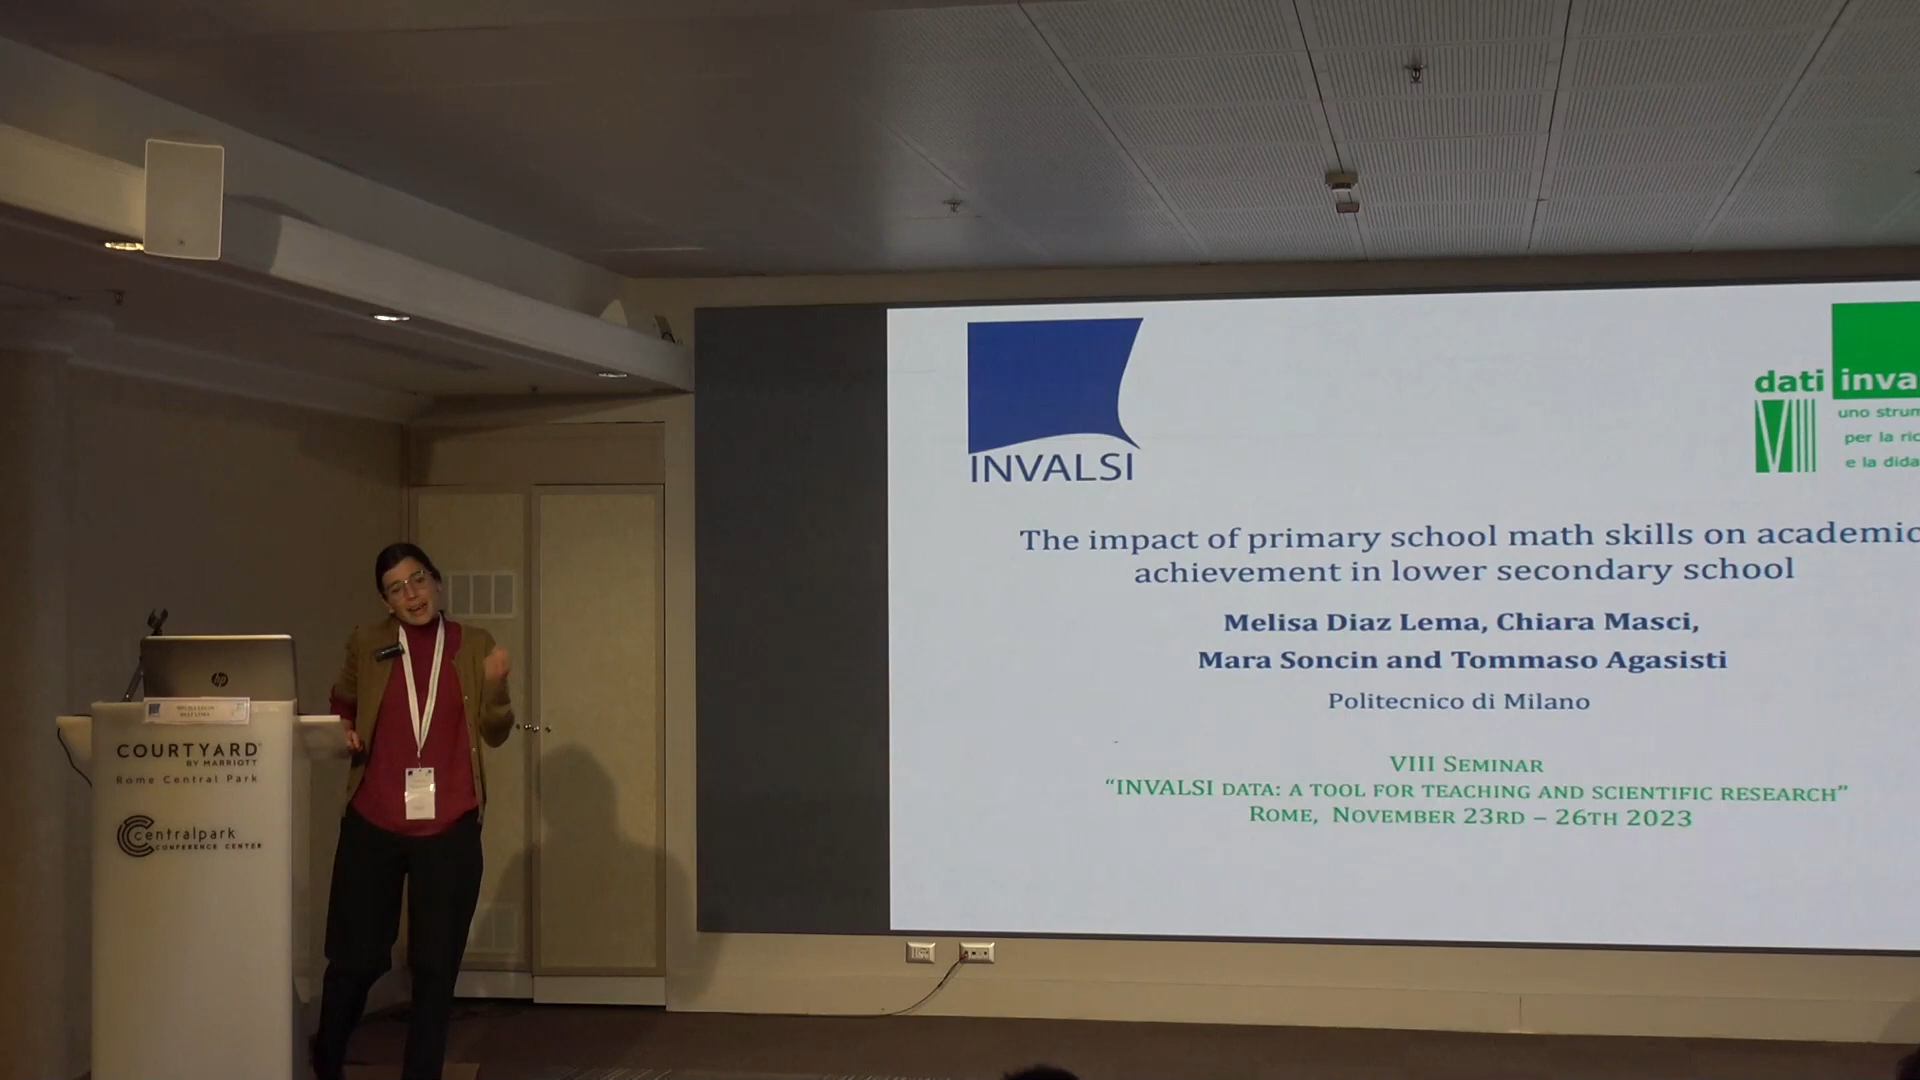 INVALSI
dati inva
uno strum
per la ric
e la dida
The impact of primary school math skills on academic
achievement in lower secondary school
Melisa Diaz Lema, Chiara Masci,
Mara Soncin and Tommaso Agasisti
Politecnico di Milano
VIII SEMINAR
“INVALSI DATA: A TOOL FOR TEACHING AND SCIENTIFIC RESEARCH”
ROME, NOVEMBER 23RD – 26TH 2023
hp
COURTYARD
BY MARRIOTT
Rome Central Park
centralpark
CONFERENCE CENTER